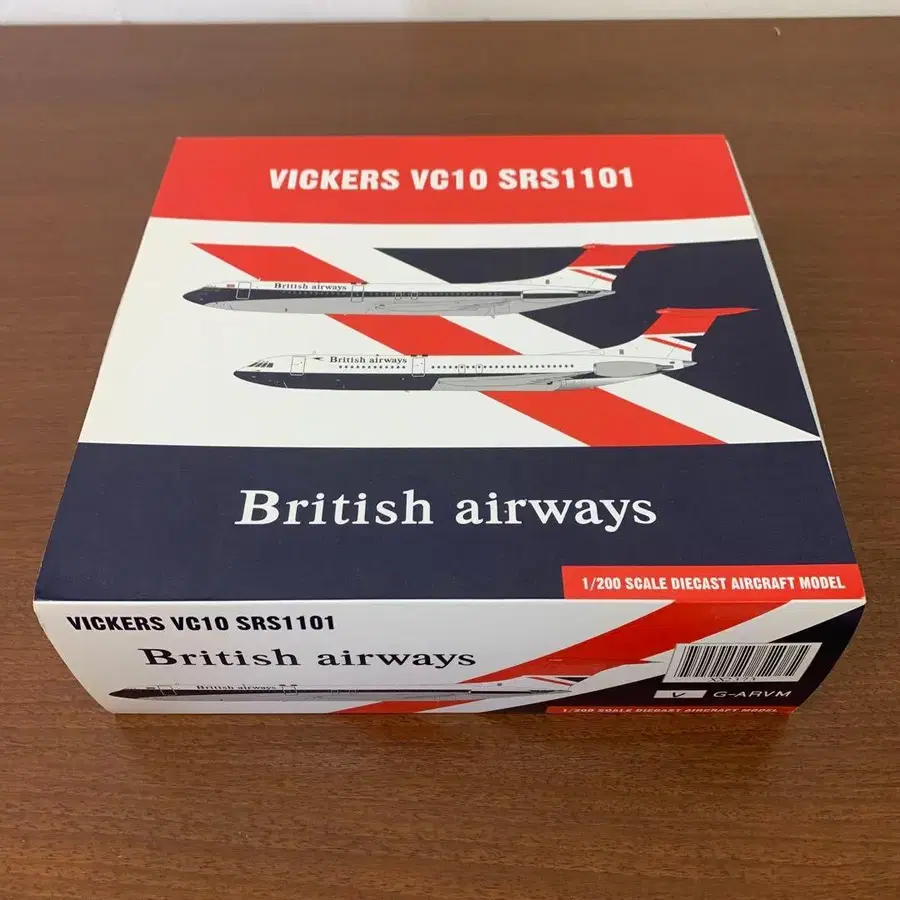 VICKERS VC10 SRS1101
British airways
British airways
British airways
1/200 SCALE DIECAST AIRCRAFT MODEL
VICKERS VC10 SRS1101
British airways
British airways
XX2373
V G-ARVM
1/200 SCALE DIECAST AIRCRAFT MODEL